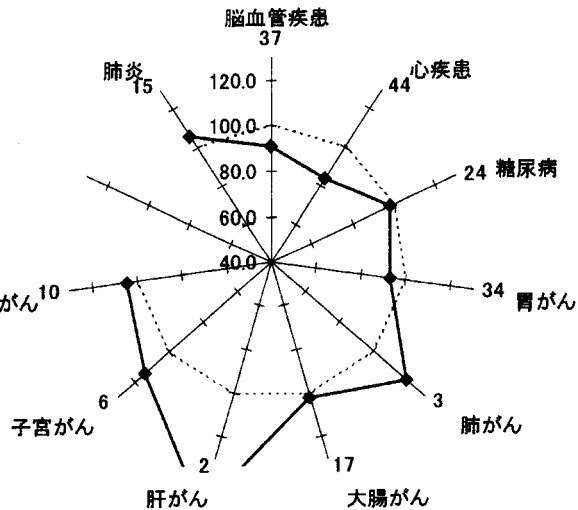 脳血管疾患
37
肺炎
15
心疾患
44
120.0
100.0
80.0
60.0
40.0
24 糖尿病
34
胃がん
がん 10
3
肺がん
6
子宮がん
2
肝がん
17
大腸がん